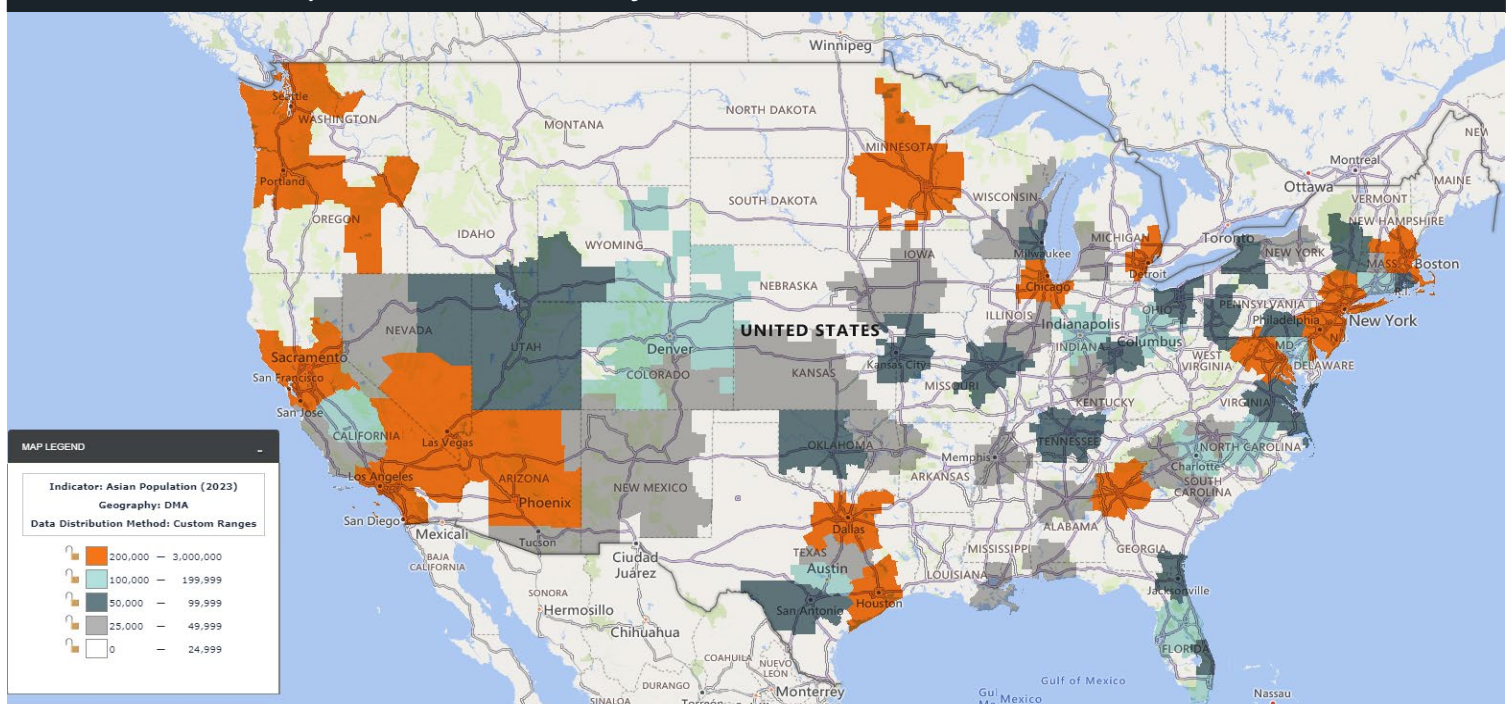 Winnipeg
Seattle
WASHINGTON
MONTANA
NORTH DAKOTA
MINNESOTA
Montreal
Ottawa
MAINE
Portland
OREGON
IDAHO
SOUTH DAKOTA
WISCONSIN
VERMONT
NEW HAMPSHIRE
WYOMING
IOWA
Milwaukee
MICHIGAN
Toronto
NEW YORK
MASS.
Boston
Detroit
Chicago
R.I.
NEBRASKA
NEVADA
UTAH
UNITED STATES
ILLINOIS
Indianapolis
INDIANA
OHIO
Columbus
PENNSYLVANIA
Philadelphia
New York
N.J.
Sacramento
San Francisco
San Jose
Denver
COLORADO
KANSAS
Kansas City
MISSOURI
WEST
VIRGINIA
MD
DELAWARE
KENTUCKY
VIRGINIA
CALIFORNIA
Las Vegas
Los Angeles
San Diego
ARIZONA
Phoenix
Tucson
NEW MEXICO
OKLAHOMA
ARKANSAS
Memphis
TENNESSEE
NORTH CAROLINA
Charlotte
SOUTH
CAROLINA
Mexicali
BAJA
CALIFORNIA
Ciudad
Juárez
Dallas
TEXAS
Austin
San Antonio
Houston
LOUISIANA
MISSISSIPPI
ALABAMA
GEORGIA
Jacksonville
FLORIDA
SONORA
Hermosillo
Chihuahua
COAHUILA
NUEVO
LEÓN
DURANGO
SINALOA
Torreón
Monterrey
Gulf of Mexico
Mexico
Nassau
MAP LEGEND
Indicator: Asian Population (2023)
Geography: DMA
Data Distribution Method: Custom Ranges
200,000 — 3,000,000
100,000 — 199,999
50,000 — 99,999
25,000 — 49,999
0 — 24,999